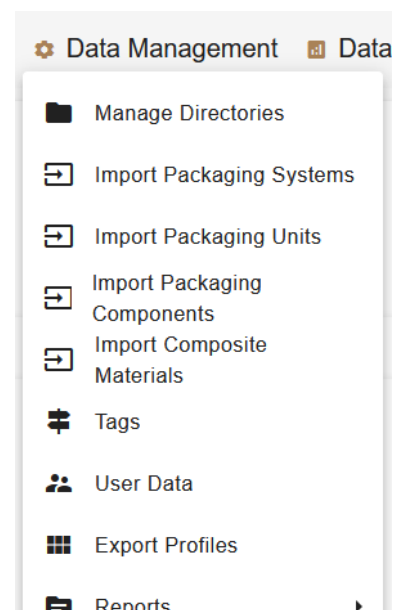 Data Management Data
Manage Directories
Import Packaging Systems
Import Packaging Units
Import Packaging
Components
Import Composite
Materials
Tags
User Data
Export Profiles
Reports